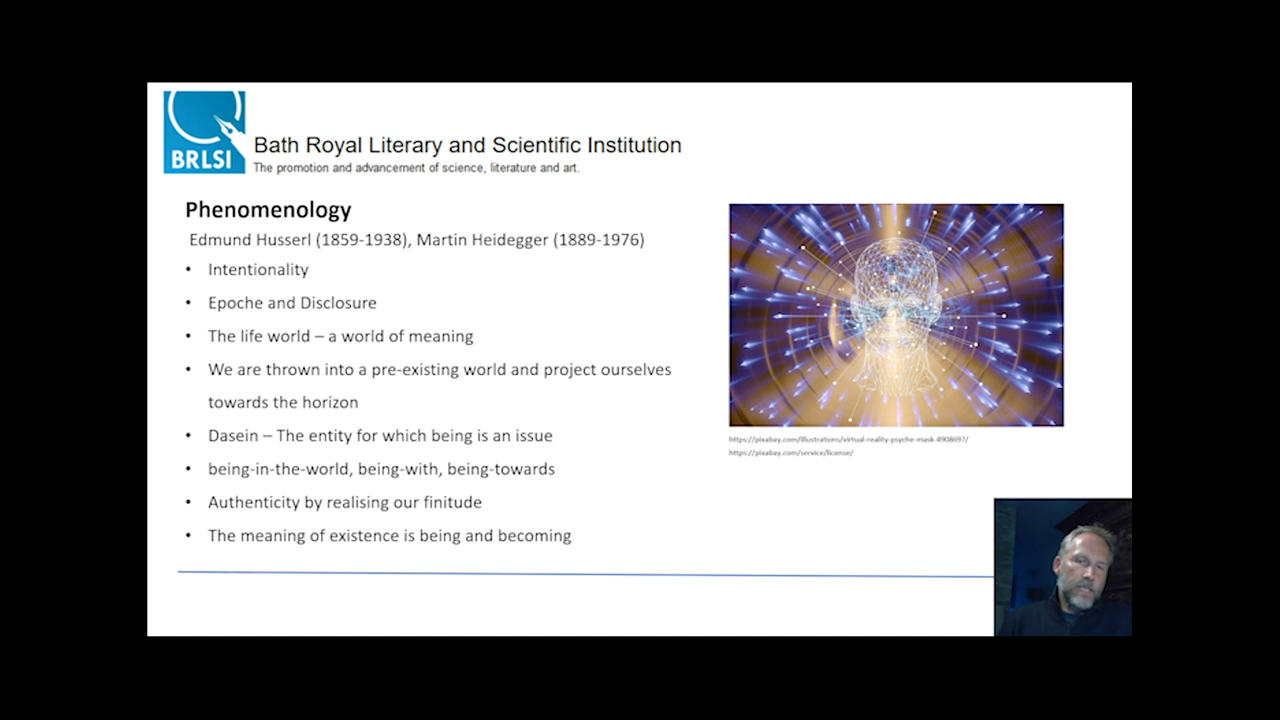 BRLSI
Bath Royal Literary and Scientific Institution
The promotion and advancement of science, literature and art.
Phenomenology
Edmund Husserl (1859-1938), Martin Heidegger (1889-1976)
• Intentionality
• Epoche and Disclosure
• The life world – a world of meaning
• We are thrown into a pre-existing world and project ourselves
towards the horizon
• Dasein – The entity for which being is an issue
• being-in-the-world, being-with, being-towards
• Authenticity by realising our finitude
• The meaning of existence is being and becoming
https://pixabay.com/illustrations/virtual-reality-psyche-mask-4908697/
https://pixabay.com/service/license/